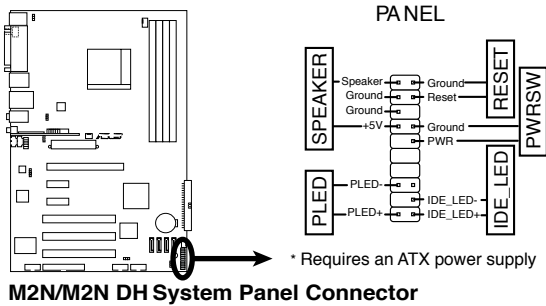 PANEL
SPEAKER
Speaker
Ground
Ground
+5V
Ground
Reset
Ground
PWR
RESET
PWRSW
PLED
PLED-
PLED+
IDE_LED-
IDE_LED+
IDE_LED
* Requires an ATX power supply
M2N/M2N DH System Panel Connector